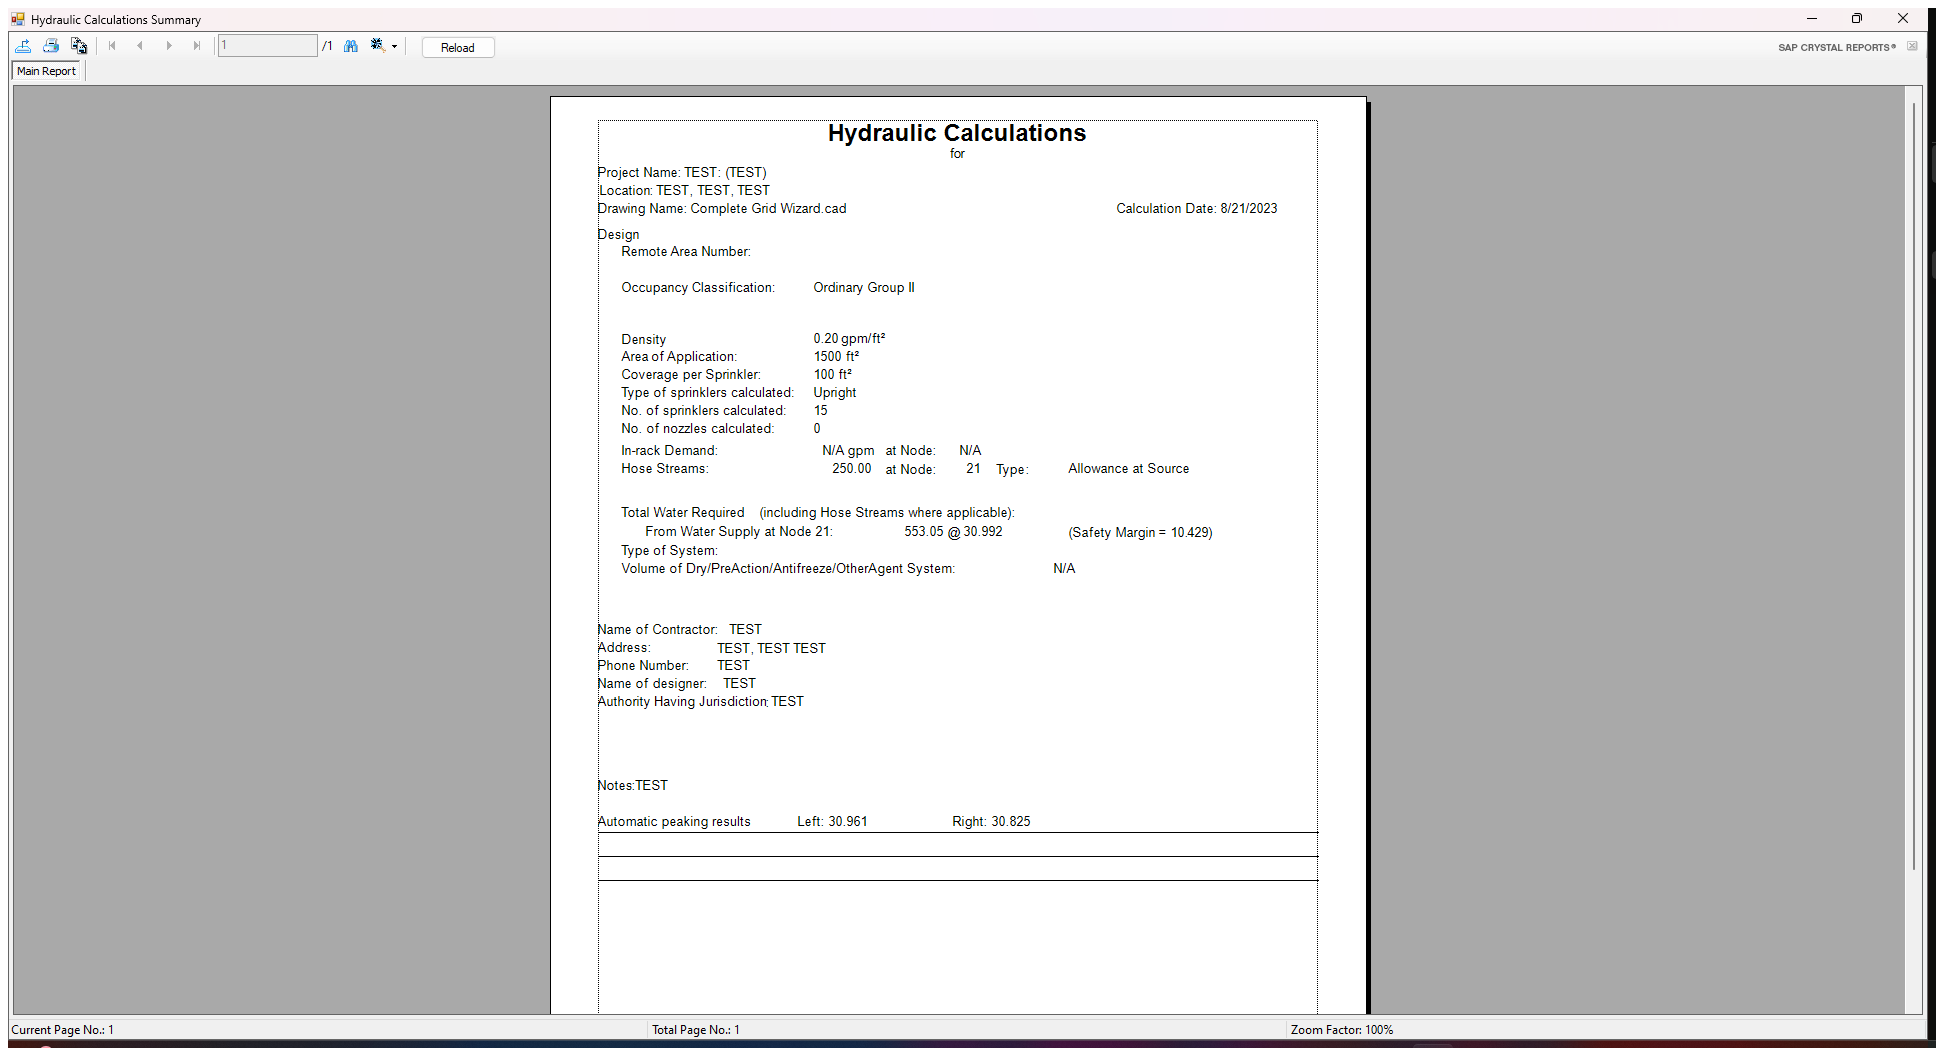 Hydraulic Calculations Summary
1 /1 Reload
SAP CRYSTAL REPORTS®
Main Report
Hydraulic Calculations
for
Project Name: TEST: (TEST)
Location: TEST, TEST, TEST
Drawing Name: Complete Grid Wizard.cad Calculation Date: 8/21/2023
Design
Remote Area Number:
Occupancy Classification: Ordinary Group II
Density 0.20 gpm/ft²
Area of Application: 1500 ft²
Coverage per Sprinkler: 100 ft²
Type of sprinklers calculated: Upright
No. of sprinklers calculated: 15
No. of nozzles calculated: 0
In-rack Demand: N/A gpm at Node: N/A
Hose Streams: 250.00 at Node: 21 Type: Allowance at Source
Total Water Required (including Hose Streams where applicable):
From Water Supply at Node 21: 553.05 @ 30.992 (Safety Margin = 10.429)
Type of System:
Volume of Dry/PreAction/Antifreeze/OtherAgent System: N/A
Name of Contractor: TEST
Address: TEST, TEST TEST
Phone Number: TEST
Name of designer: TEST
Authority Having Jurisdiction: TEST
Notes:TEST
Automatic peaking results Left: 30.961 Right: 30.825
Current Page No.: 1 Total Page No.: 1 Zoom Factor: 100%